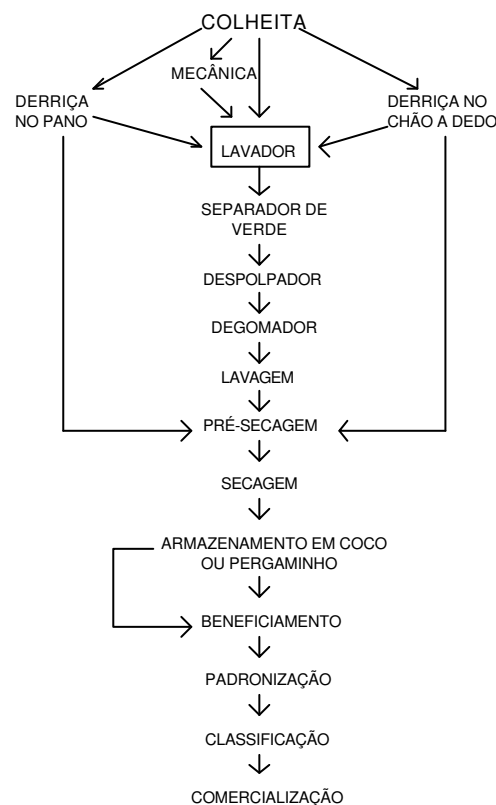 COLHEITA
MECÂNICA
DERRIÇA
NO PANO
DERRIÇA NO
CHÃO A DEDO
LAVADOR
SEPARADOR DE
VERDE
DESPOLPADOR
DEGOMADOR
LAVAGEM
PRÉ-SECAGEM
SECAGEM
ARMAZENAMENTO EM COCO
OU PERGAMINHO
BENEFICIAMENTO
PADRONIZAÇÃO
CLASSIFICAÇÃO
COMERCIALIZAÇÃO